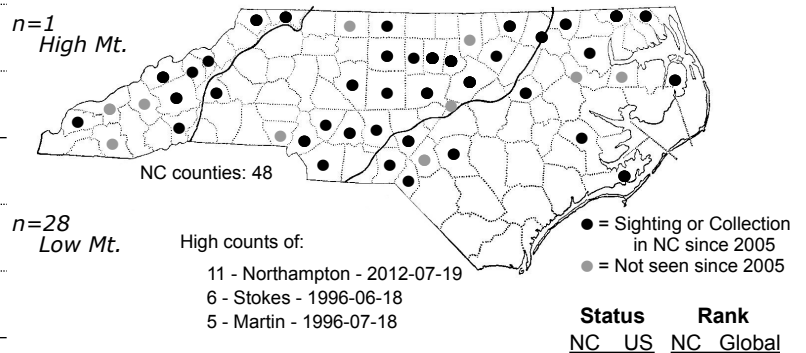 n=1
High Mt.
NC counties: 48
n=28
Low Mt.
High counts of:
11 - Northampton - 2012-07-19
6 - Stokes - 1996-06-18
5 - Martin - 1996-07-18
= Sighting or Collection
in NC since 2005
= Not seen since 2005
Status Rank
NC US NC Global